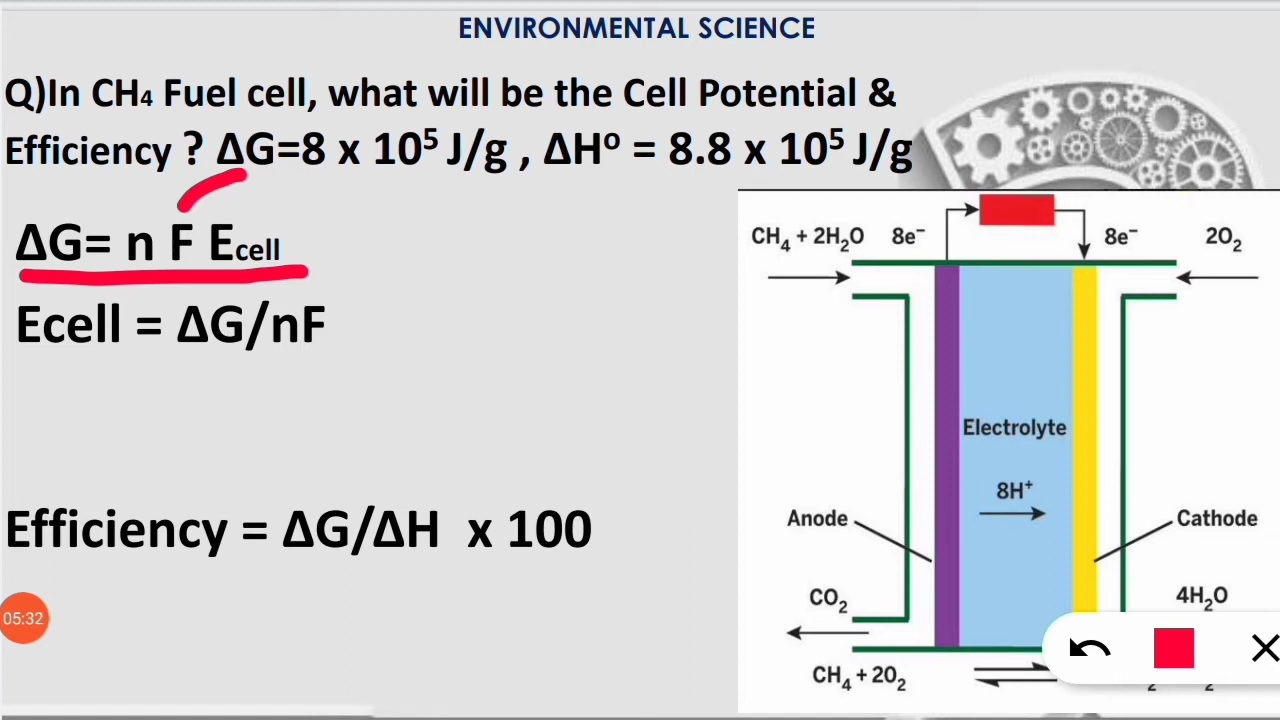 ENVIRONMENTAL SCIENCE
Q)In CH₄ Fuel cell, what will be the Cell Potential &
Efficiency ? ΔG=8 x 10⁵ J/g , ΔHº = 8.8 x 10⁵ J/g
ΔG= n F Ecell
Ecell = ΔG/nF
Efficiency = ΔG/ΔH x 100
05:32
CH₄ + 2H₂O 8e⁻ 8e⁻ 2O₂
Electrolyte
8H⁺
Anode Cathode
CO₂ 4H₂O
CH₄ + 2O₂